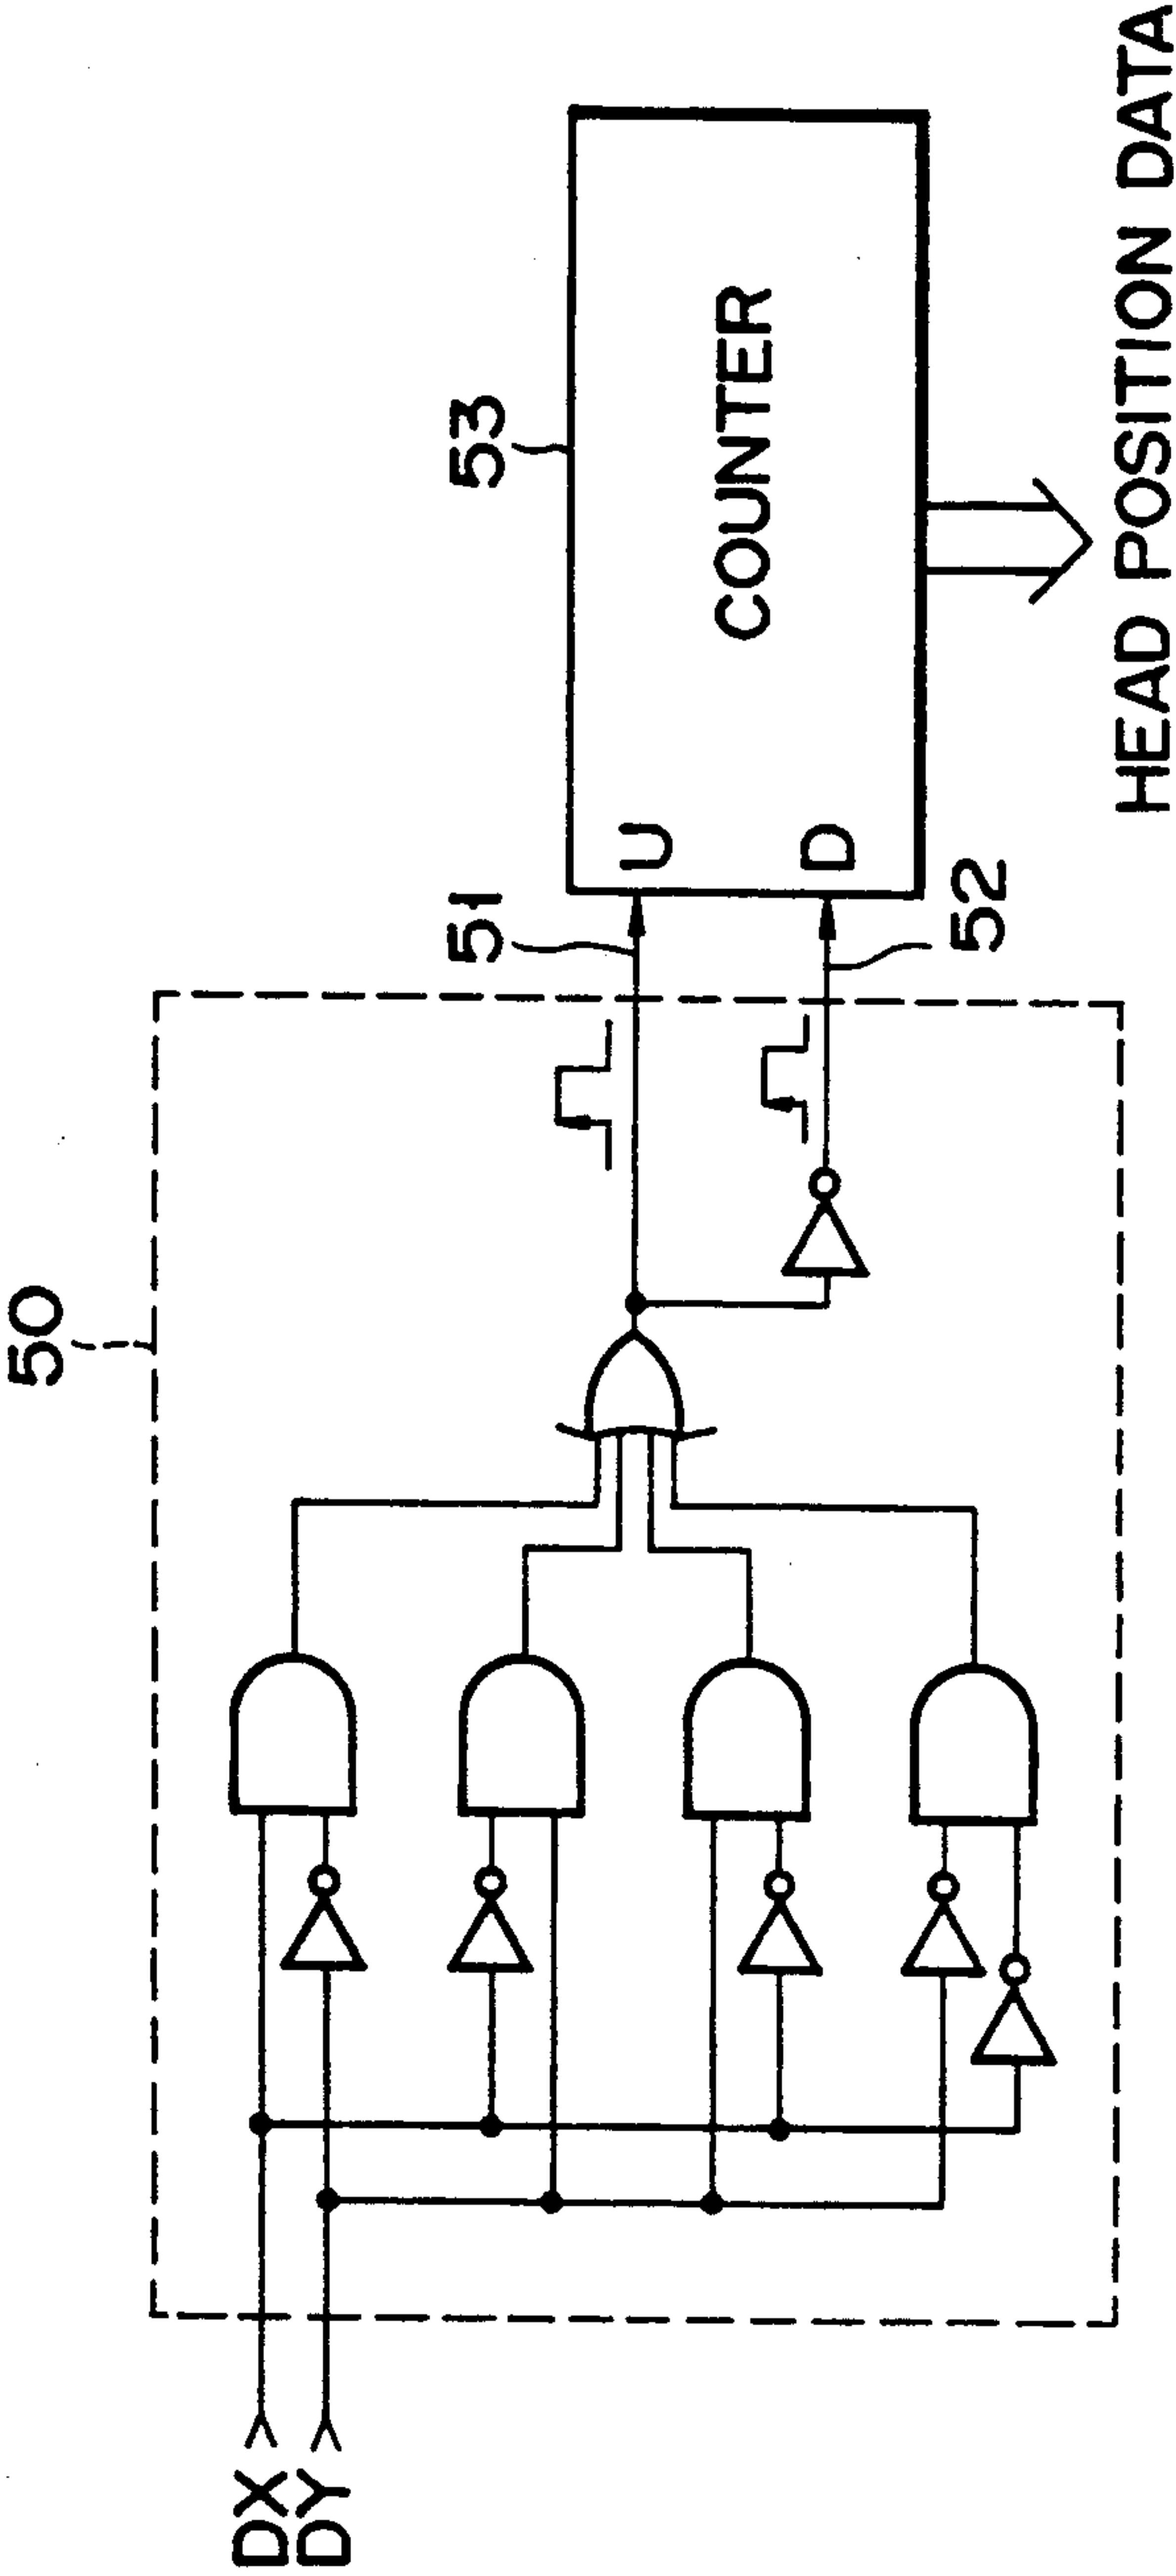 50
DX
DY
51
52
53
U
D
COUNTER
HEAD POSITION DATA